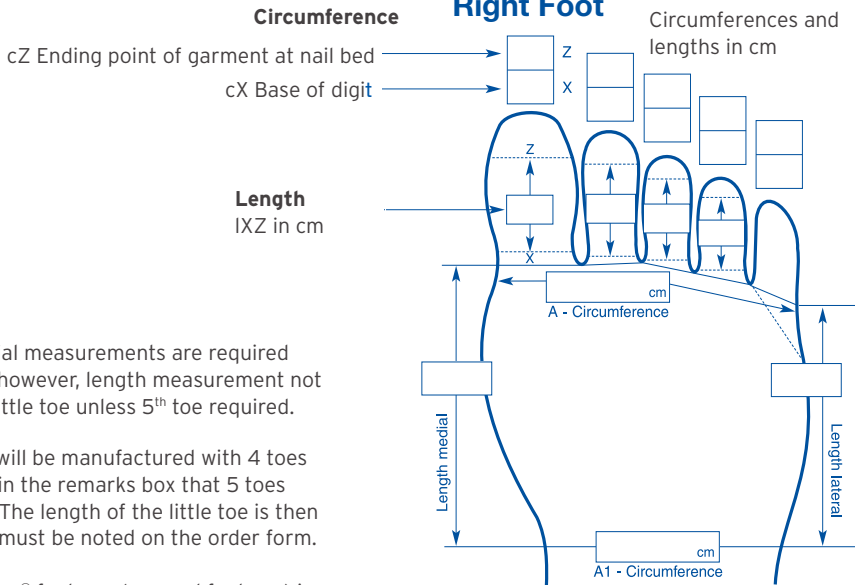 Right Foot
Circumference
Circumferences and
lengths in cm
cZ Ending point of garment at nail bed
Z
cX Base of digit
X
Z
Length
lXZ in cm
X
cm
A - Circumference
al measurements are required
however, length measurement not
ttle toe unless 5th toe required.
Length medial
Length lateral
will be manufactured with 4 toes
in the remarks box that 5 toes
The length of the little toe is then
must be noted on the order form.
cm
A1 - Circumference